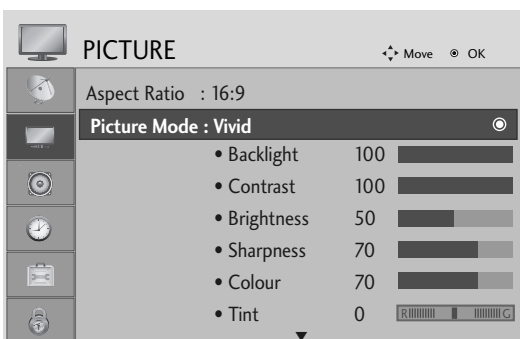 PICTURE Move OK
Aspect Ratio : 16:9
Picture Mode : Vivid
• Backlight 100
• Contrast 100
• Brightness 50
• Sharpness 70
• Colour 70
• Tint 0 R G